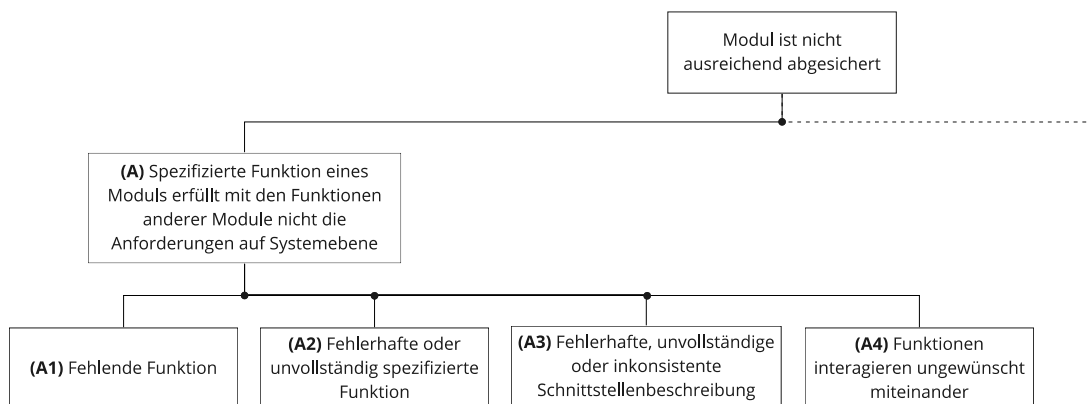 Modul ist nicht
ausreichend abgesichert
(A) Spezifizierte Funktion eines
Moduls erfüllt mit den Funktionen
anderer Module nicht die
Anforderungen auf Systemebene
(A1) Fehlende Funktion
(A2) Fehlerhafte oder
unvollständig spezifizierte
Funktion
(A3) Fehlerhafte, unvollständige
oder inkonsistente
Schnittstellenbeschreibung
(A4) Funktionen
interagieren ungewünscht
miteinander